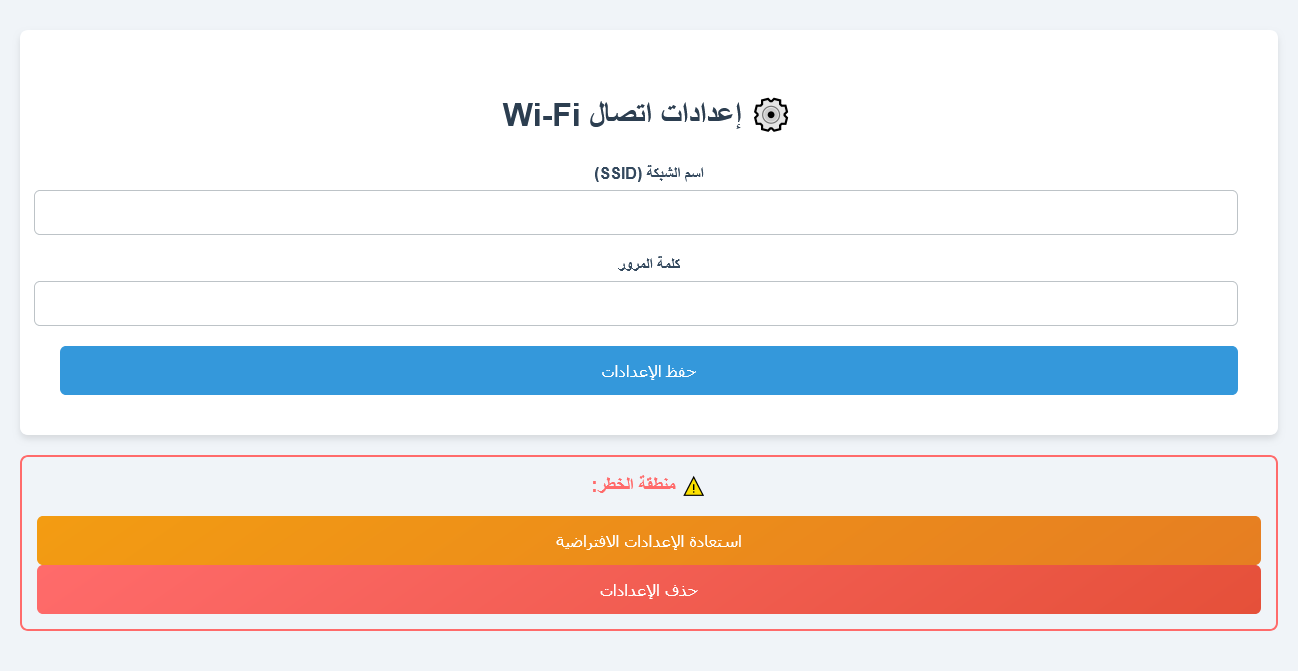 ⚙️ إعدادات اتصال Wi-Fi
اسم الشبكة (SSID)
كلمة المرور
حفظ الإعدادات
⚠️ منطقة الخطر:
استعادة الإعدادات الافتراضية
حذف الإعدادات